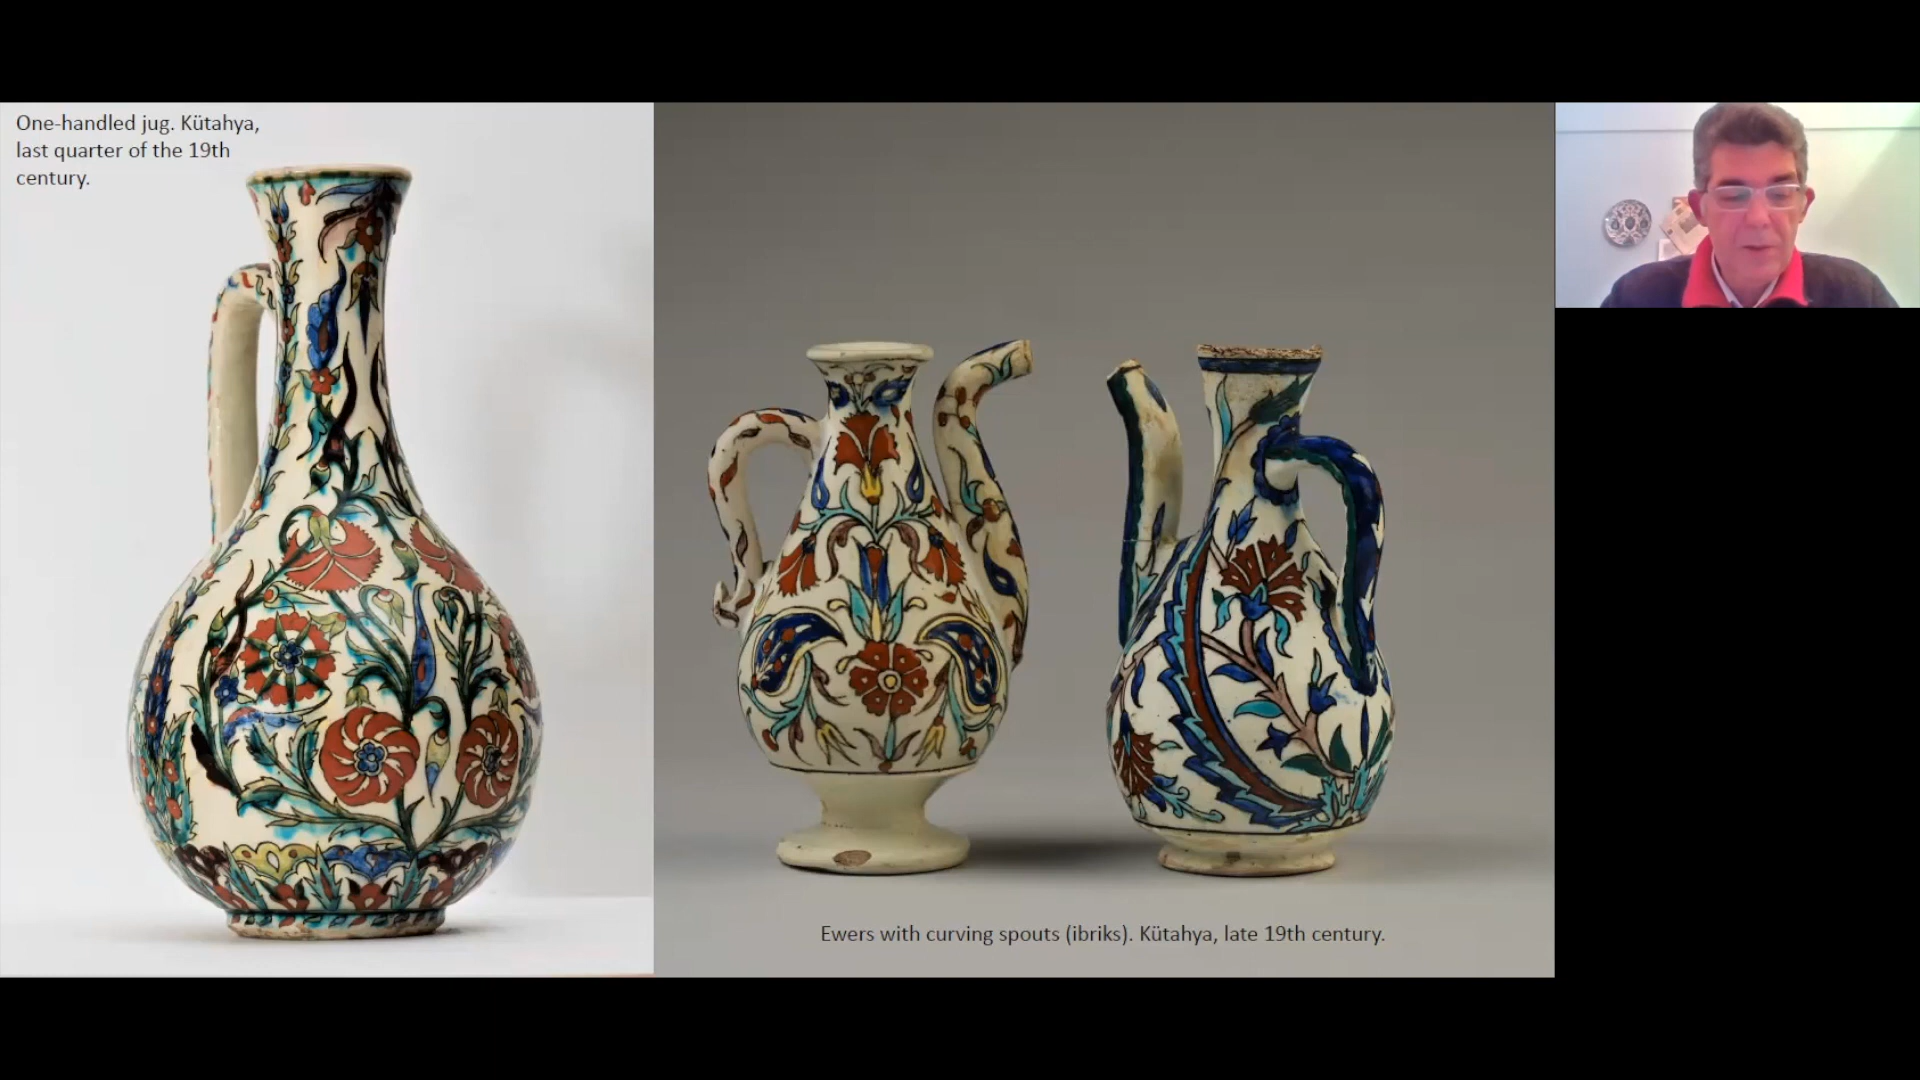 One-handled jug. Kütahya,
last quarter of the 19th
century.
Ewers with curving spouts (ibriks). Kütahya, late 19th century.